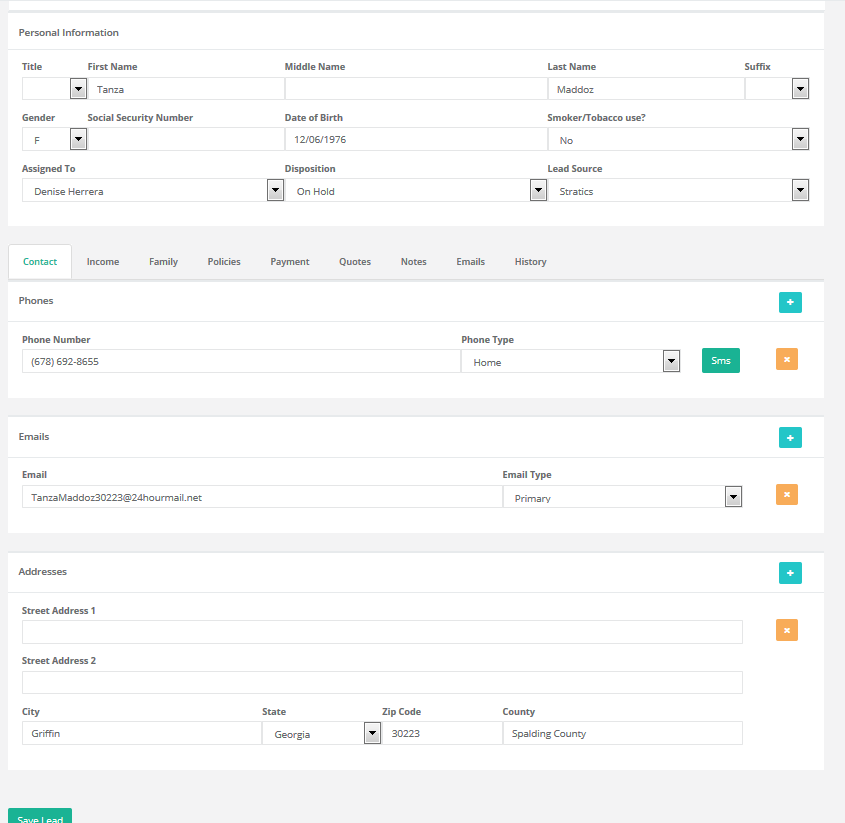 Personal Information
Title First Name Middle Name Last Name Suffix
Tanza Maddoz
Gender Social Security Number Date of Birth Smoker/Tobacco use?
F 12/06/1976 No
Assigned To Disposition Lead Source
Denise Herrera On Hold Stratics
Contact Income Family Policies Payment Quotes Notes Emails History
Phones +
Phone Number Phone Type
(678) 692-8655 Home Sms ×
Emails +
Email Email Type
TanzaMaddoz30223@24hourmail.net Primary ×
Addresses +
Street Address 1
×
Street Address 2
City State Zip Code County
Griffin Georgia 30223 Spalding County
Save Lead